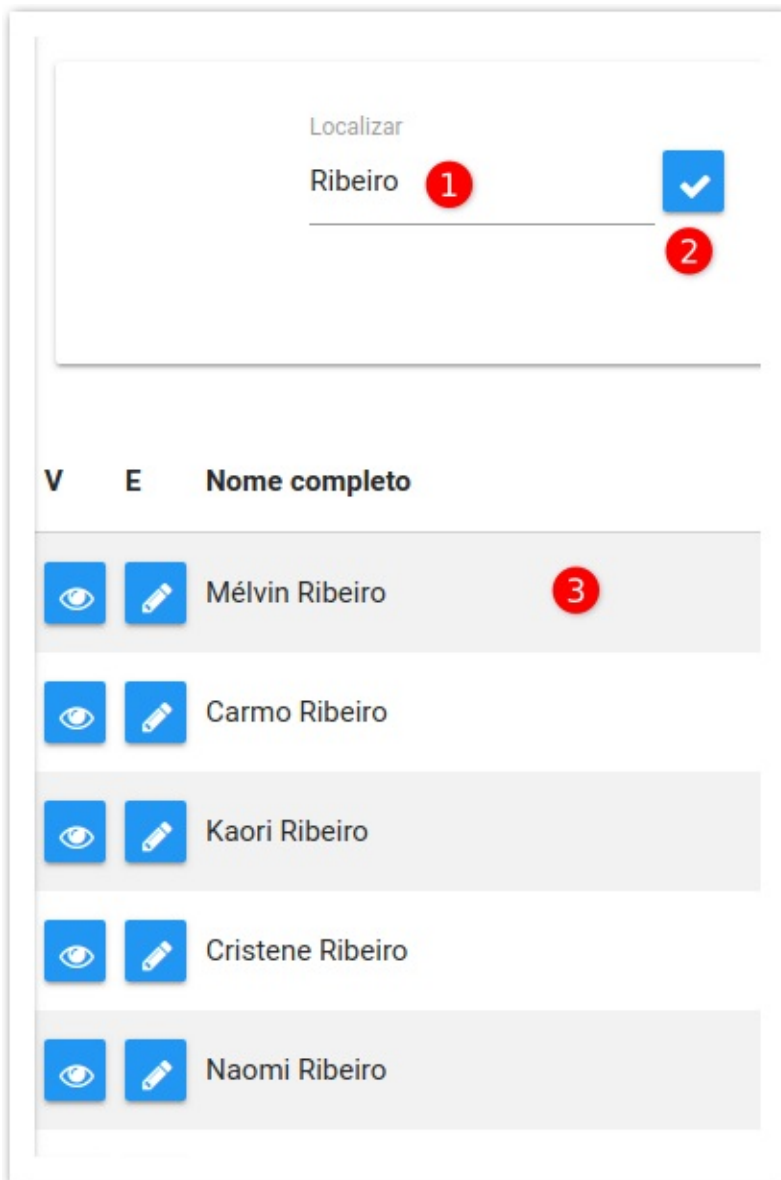 Localizar
Ribeiro 1
2
V E Nome completo
Mélvin Ribeiro 3
Carmo Ribeiro
Kaori Ribeiro
Cristene Ribeiro
Naomi Ribeiro